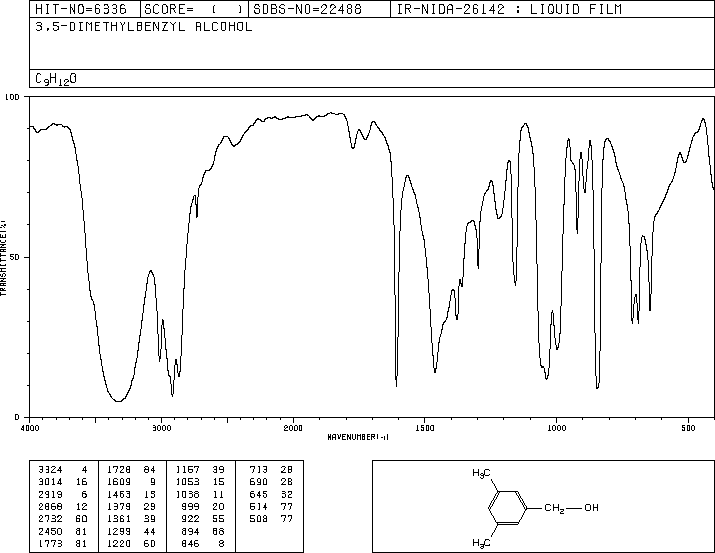 HIT-NO=6336 SCORE= ( ) SDBS-NO=22488 IR-NIDA-26142 : LIQUID FILM
3,5-DIMETHYLBENZYL ALCOHOL
C9H12O
100
TRANSMITTANCE(%)
50
0
4000 3000 2000 1500 1000 500
WAVENUMBER(-1)
3324 4 1728 84 1157 39 713 28
3014 16 1609 9 1053 15 690 28
2919 6 1463 13 1038 11 645 32
2868 12 1379 29 999 20 514 77
2732 60 1361 39 922 55 508 77
2450 81 1299 44 894 68
1773 81 1220 60 846 8
H3C
CH2 OH
H3C